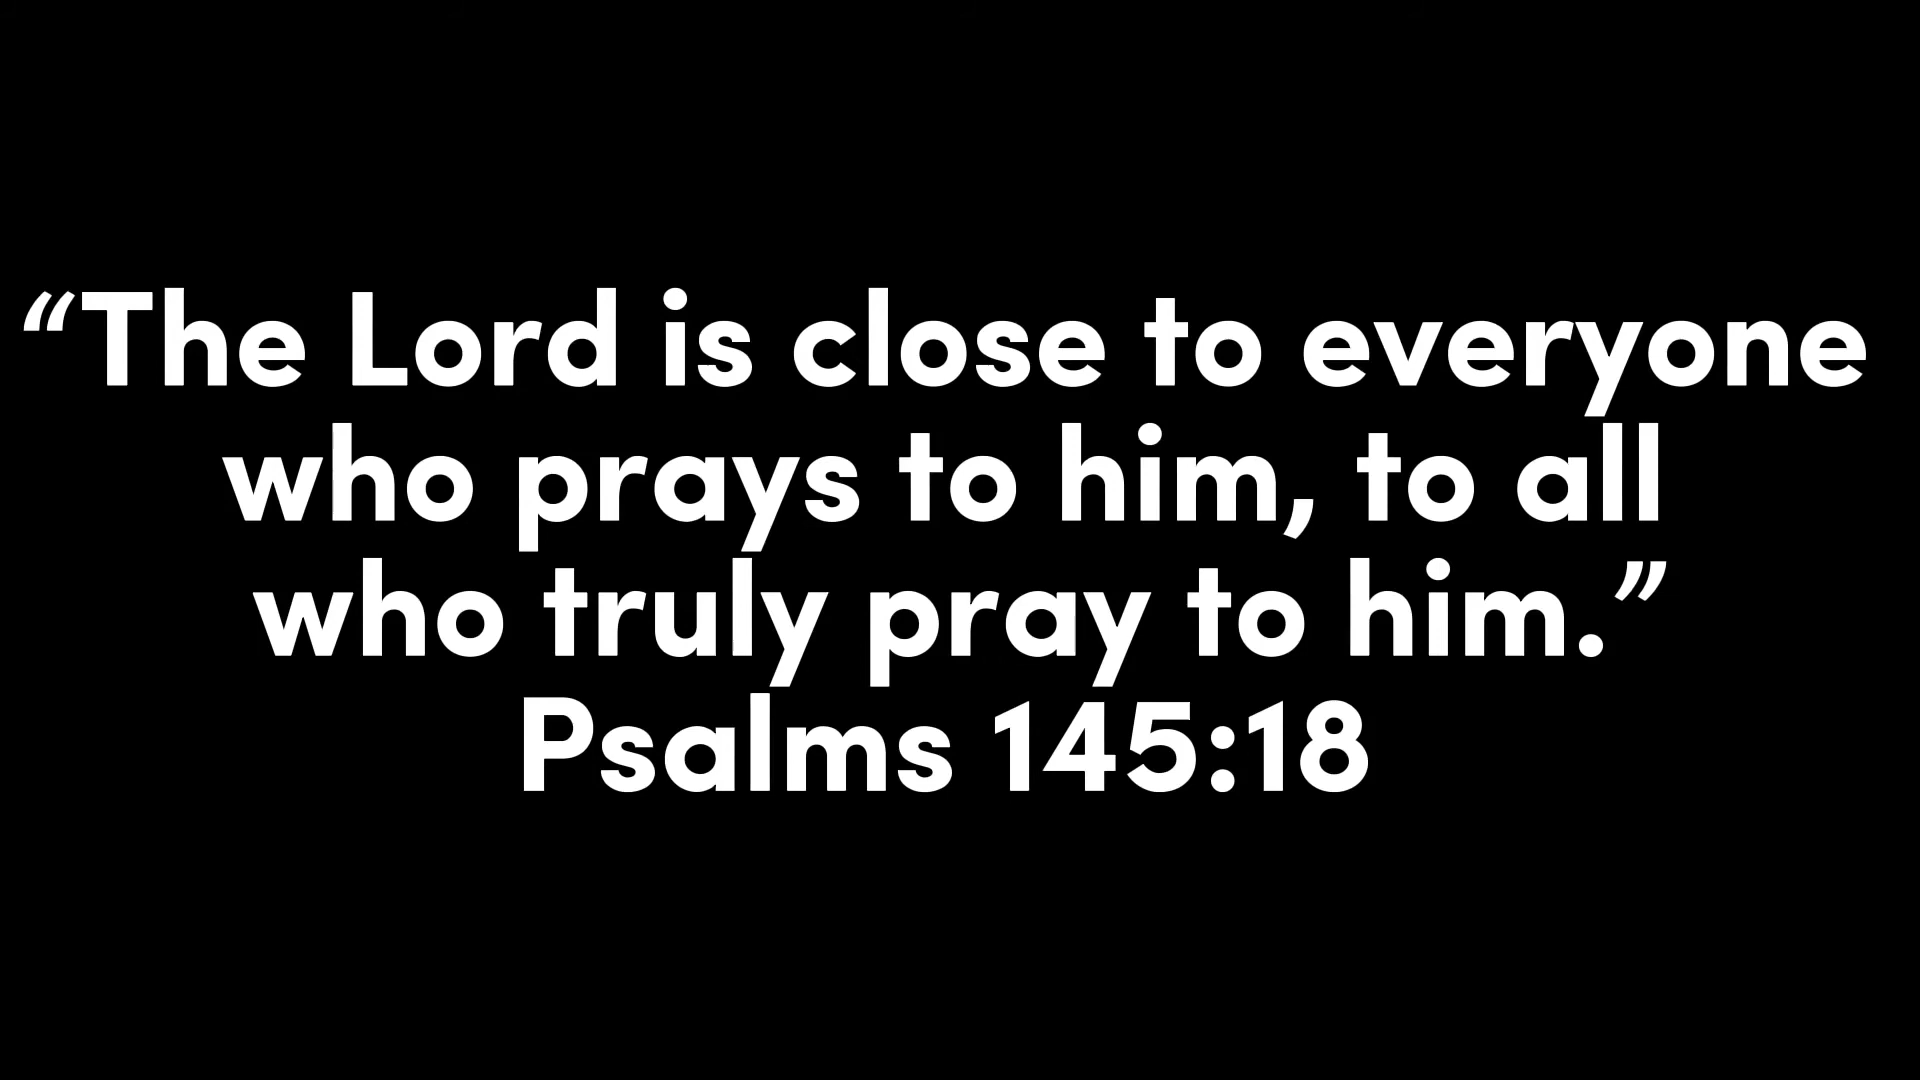 “The Lord is close to everyone
who prays to him, to all
who truly pray to him.”
Psalms 145:18